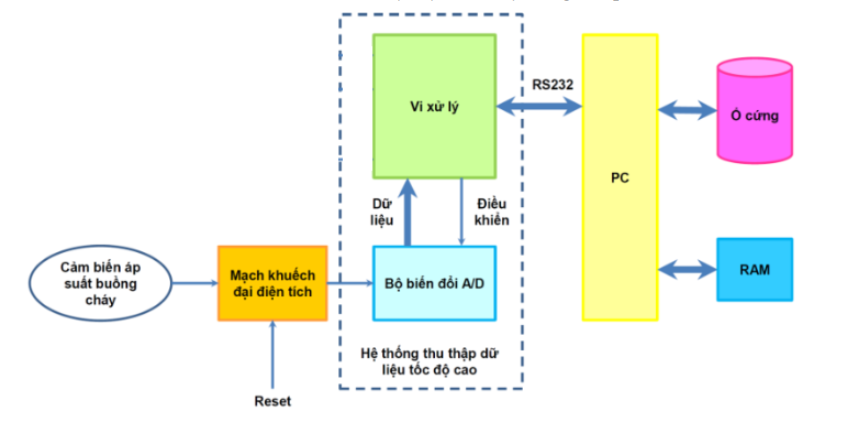 Vi xử lý
RS232
Ổ cứng
PC
Dữ
liệu
Điều
khiển
Cảm biến áp
suất buồng
cháy
Mạch khuếch
đại điện tích
Bộ biến đổi A/D
RAM
Hệ thống thu thập dữ
liệu tốc độ cao
Reset